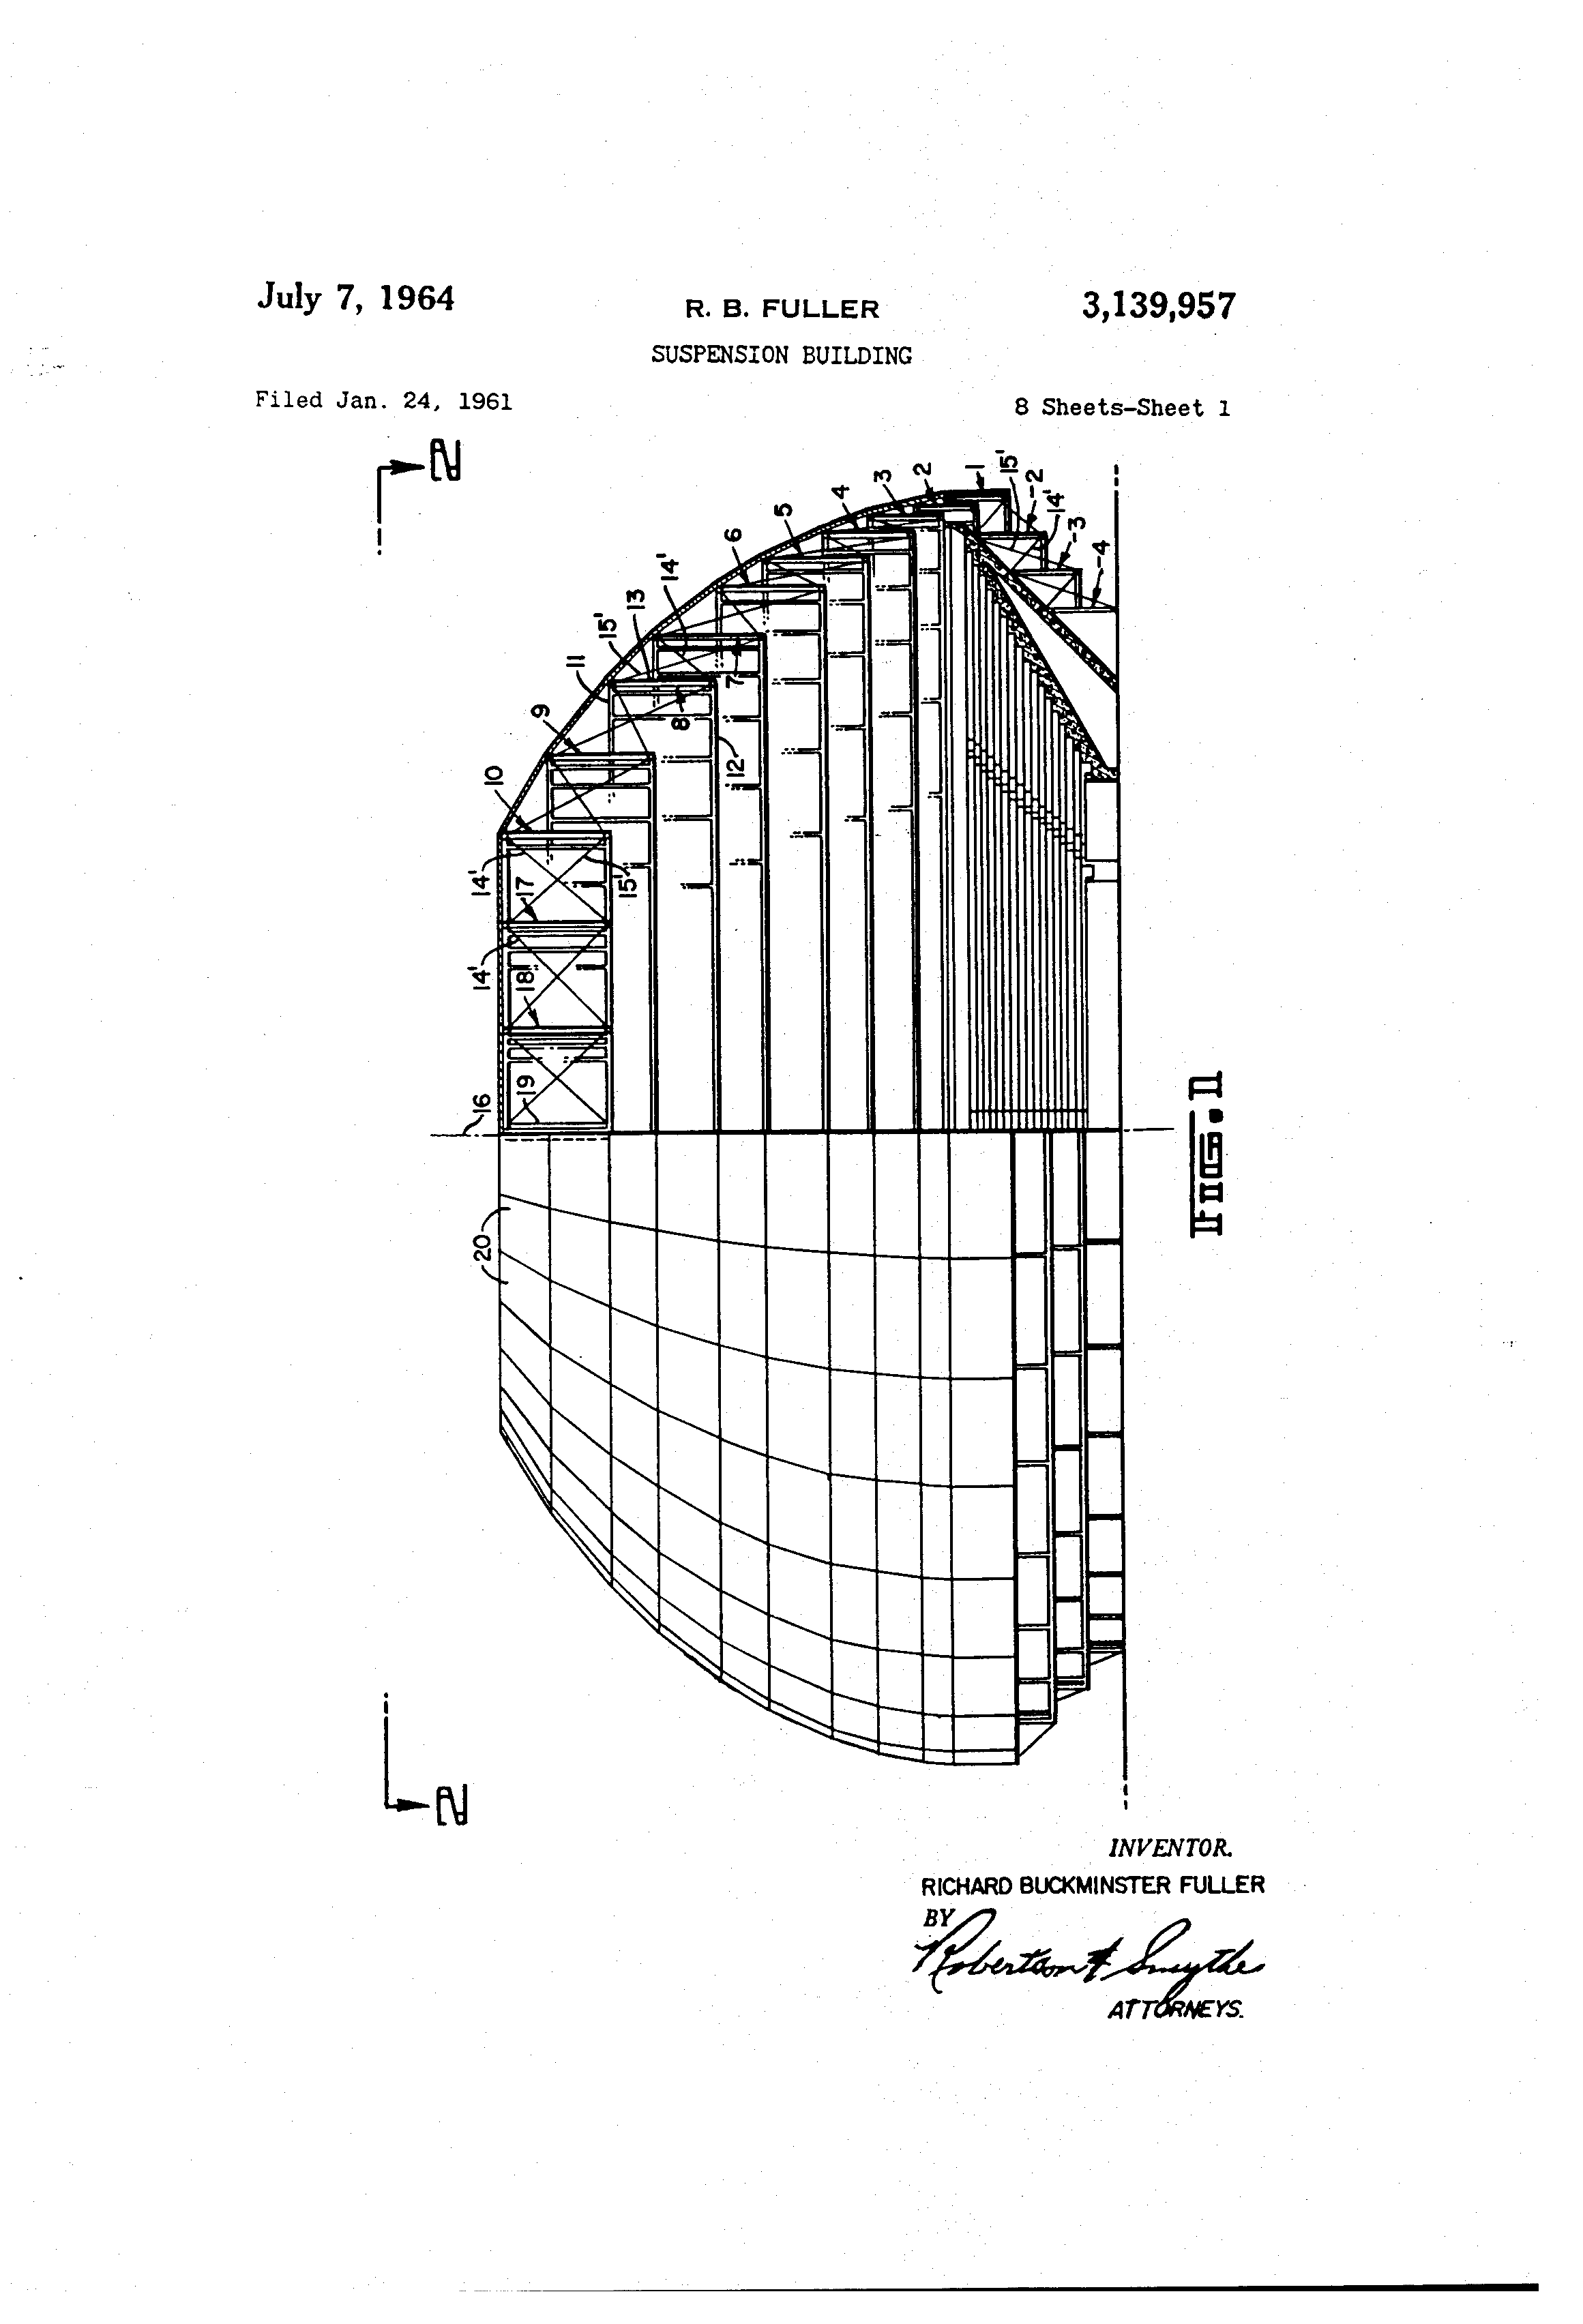 July 7, 1964
R. B. FULLER
3,139,957
SUSPENSION BUILDING
Filed Jan. 24, 1961
8 Sheets-Sheet 1
2
1
15'
-2
14'
-3
-4
2
3
4
5
6
14'
13
15'
11
7
8
9
12
10
14'
17
15'
14'
18
19
16
20
FIG. 1
2
INVENTOR.
RICHARD BUCKMINSTER FULLER
BY
Robertson & Smythe
ATTORNEYS.